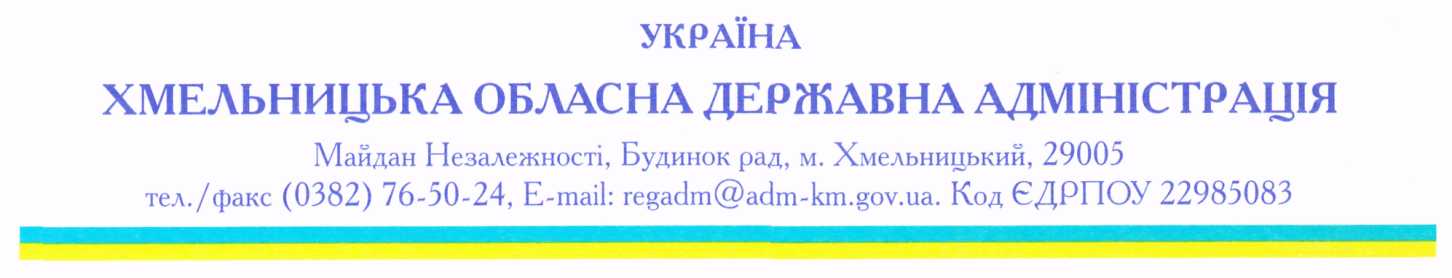 УКРАЇНА
ХМЕЛЬНИЦЬКА ОБЛАСНА ДЕРЖАВНА АДМІНІСТРАЦІЯ
Майдан Незалежності, Будинок рад, м. Хмельницький, 29005
тел./факс (0382) 76-50-24, E-mail: regadm@adm-km.gov.ua. Код ЄДРПОУ 22985083